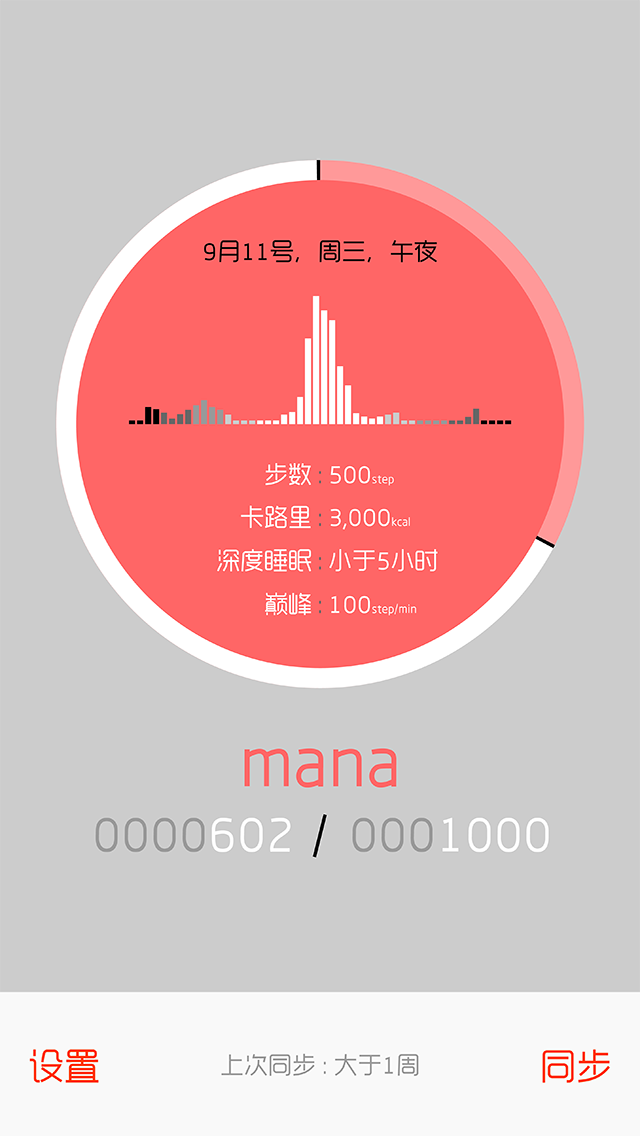 9月11号, 周三, 午夜
步数 : 500step
卡路里 : 3,000kcal
深度睡眠 : 小于5小时
巅峰 : 100step/min
mana
0000602 / 0001000
设置
上次同步 : 大于1周
同步